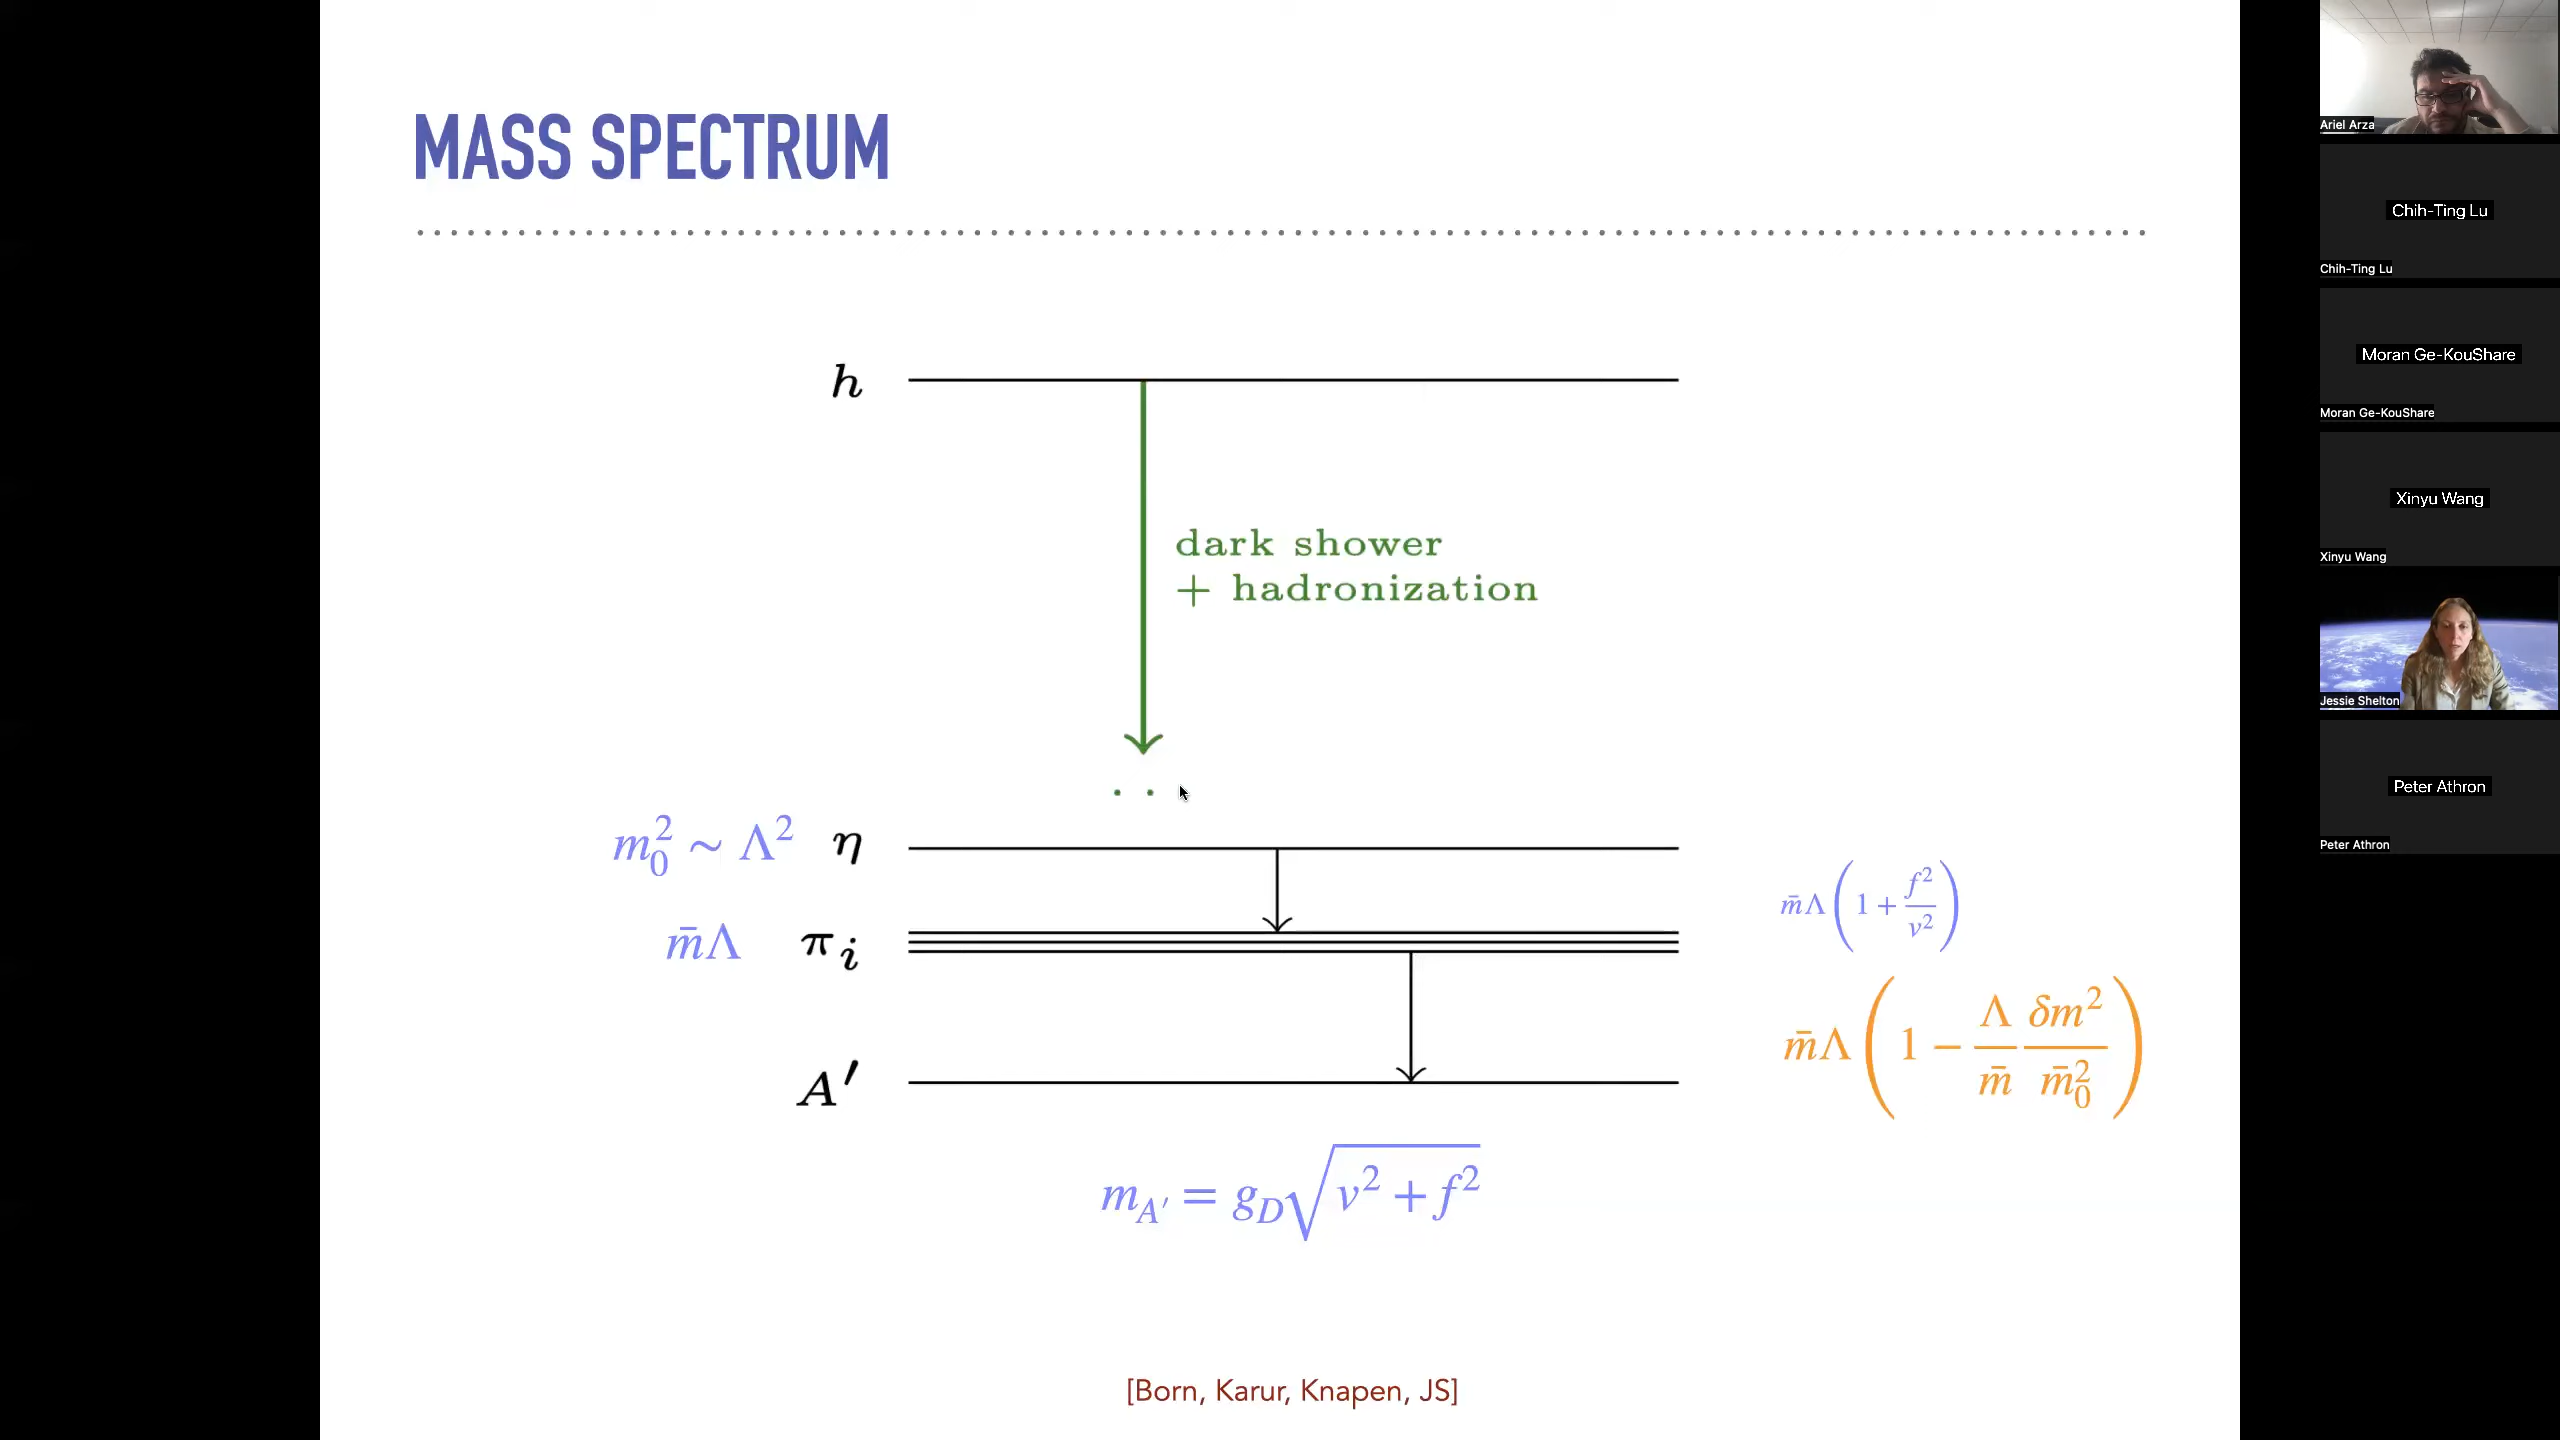 MASS SPECTRUM
h
dark shower
+ hadronization
. . .
m₀² ~ Λ² η
m̄Λ πᵢ
A′
m̄Λ(1 + f²/v²)
m̄Λ(1 − Λ/m̄ δm²/m̄₀²)
m_A′ = g_D√(v² + f²)
[Born, Karur, Knapen, JS]
Ariel Arza
Chih-Ting Lu
Chih-Ting Lu
Moran Ge-KouShare
Moran Ge-KouShare
Xinyu Wang
Xinyu Wang
Jessie Shelton
Peter Athron
Peter Athron